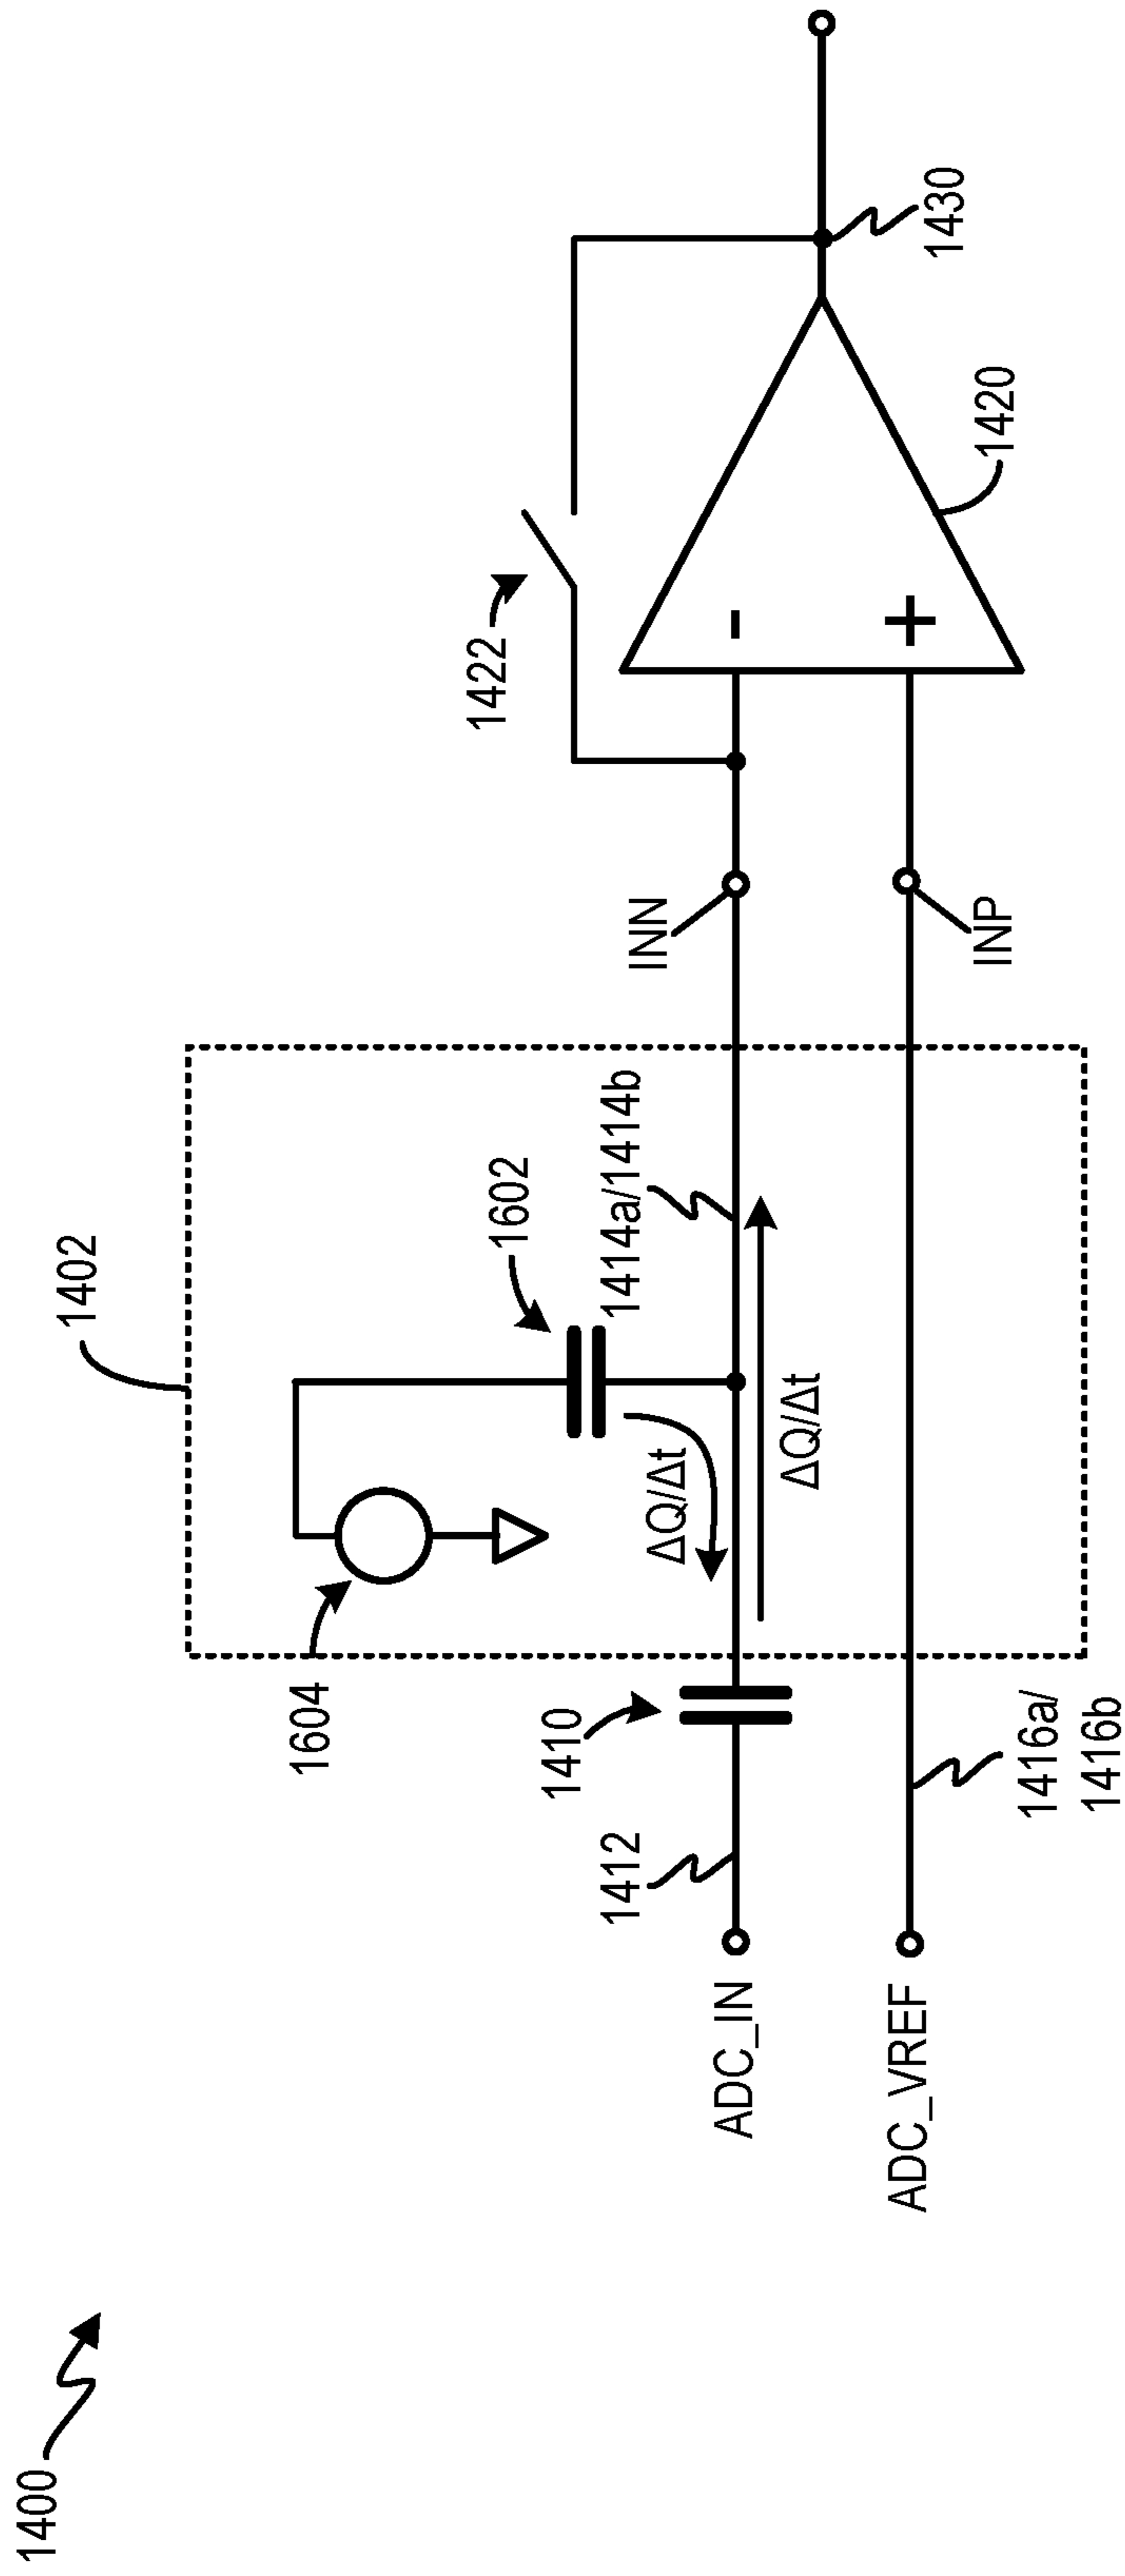 1400
1402
1604
1602
1422
1410
1412
1414a/1414b
ΔQ/Δt
ΔQ/Δt
INN
INP
-
+
1420
1430
ADC_IN
ADC_VREF
1416a/
1416b